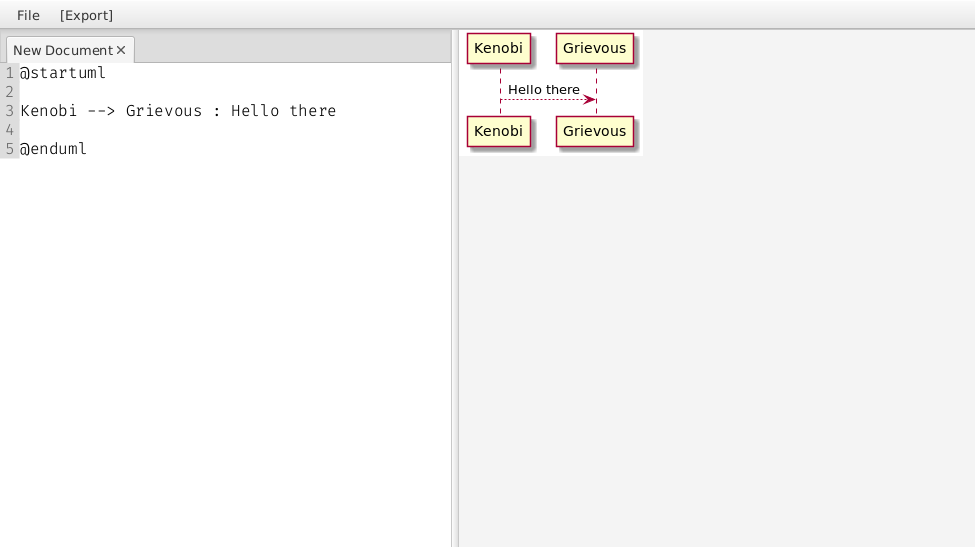 File [Export]
New Document ×
1 @startuml
2
3 Kenobi --> Grievous : Hello there
4
5 @enduml
Kenobi Grievous
Hello there
Kenobi Grievous